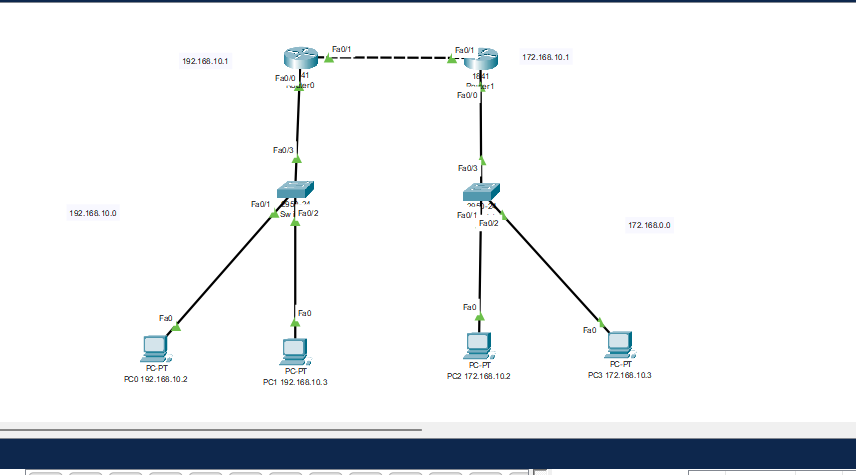 Fa0/1
Fa0/1
192.168.10.1
172.168.10.1
Fa0/0
1841
Fa0/0
Fa0/3
Fa0/3
192.168.10.0
Fa0/1
Fa0/2
Fa0/1
Fa0/2
172.168.0.0
Fa0
Fa0
Fa0
Fa0
PC-PT
PC0 192.168.10.2
PC-PT
PC1 192.168.10.3
PC-PT
PC2 172.168.10.2
PC-PT
PC3 172.168.10.3